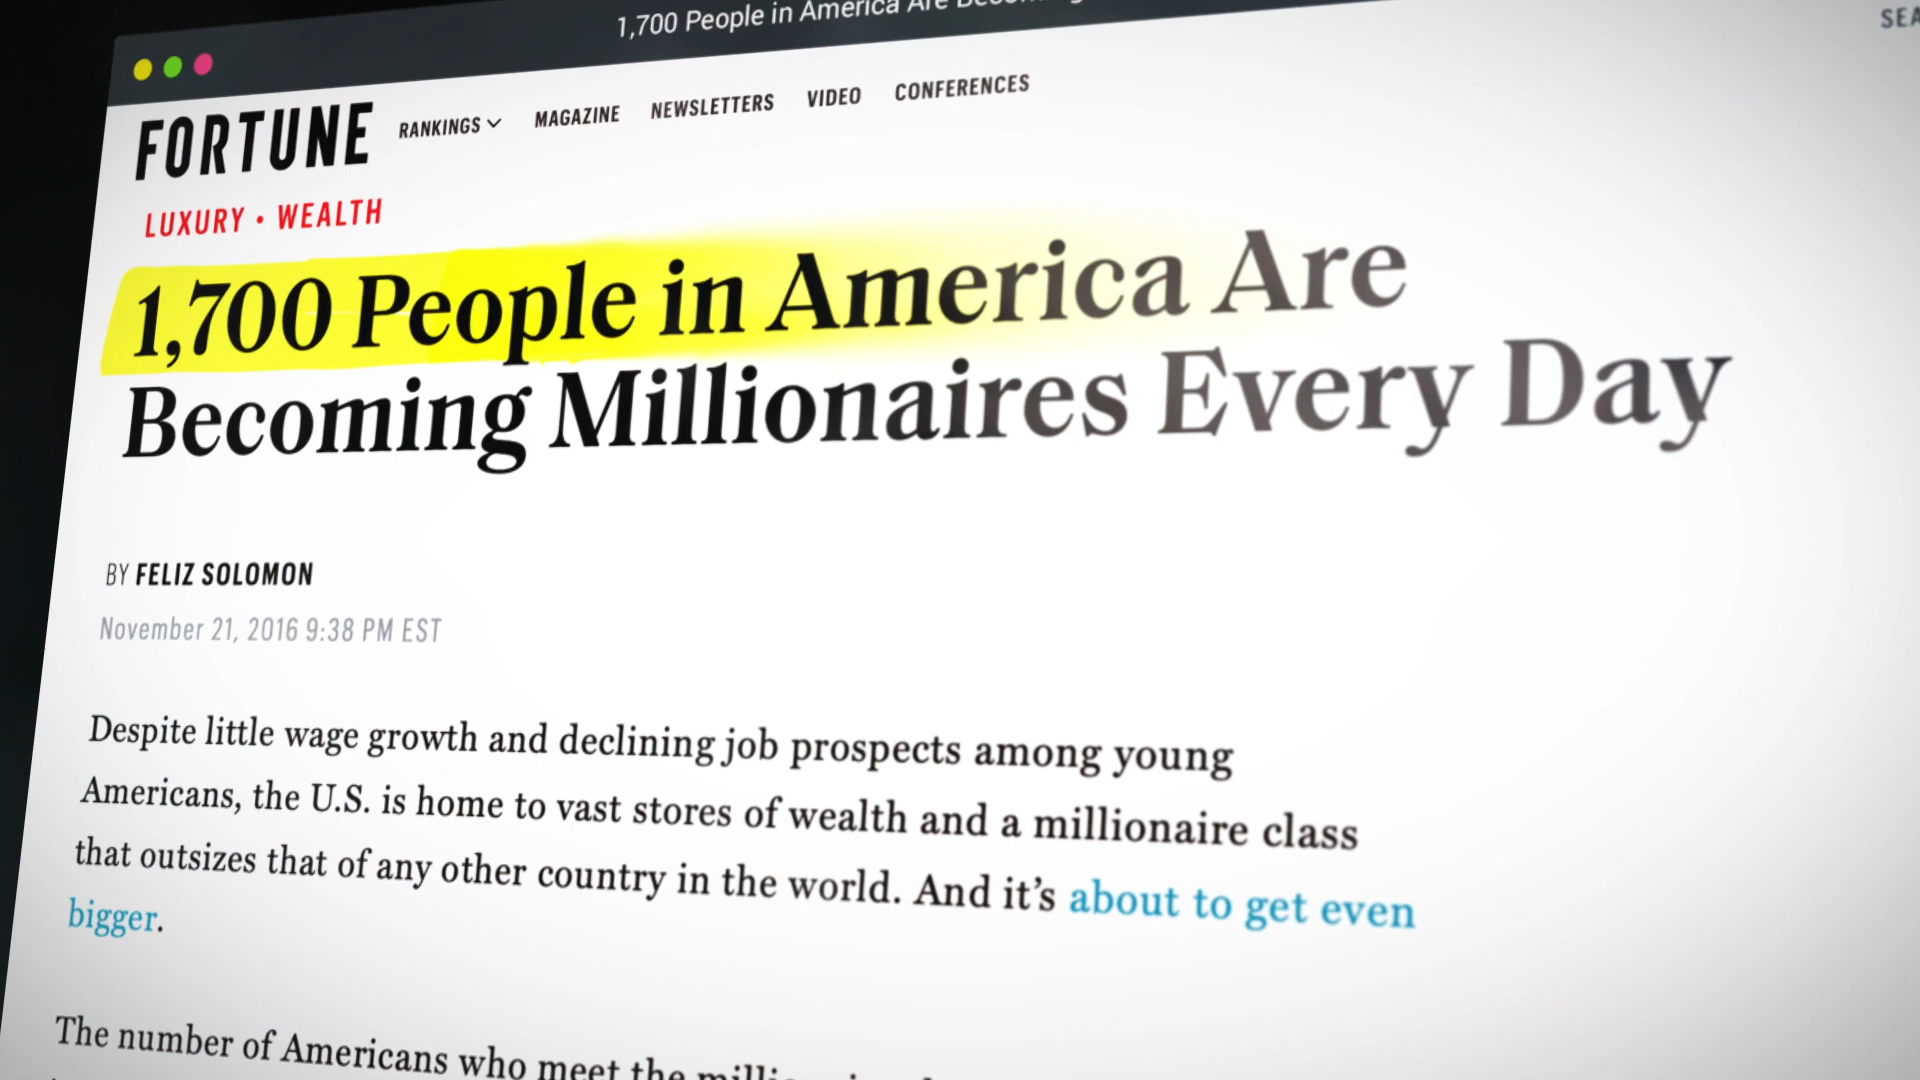 1,700 People in America Are
SEA
FORTUNE
RANKINGS MAGAZINE NEWSLETTERS VIDEO CONFERENCES
LUXURY • WEALTH
1,700 People in America Are
Becoming Millionaires Every Day
BY FELIZ SOLOMON
November 21, 2016 9:38 PM EST
Despite little wage growth and declining job prospects among young
Americans, the U.S. is home to vast stores of wealth and a millionaire class
that outsizes that of any other country in the world. And it’s about to get even
bigger.
The number of Americans who meet the